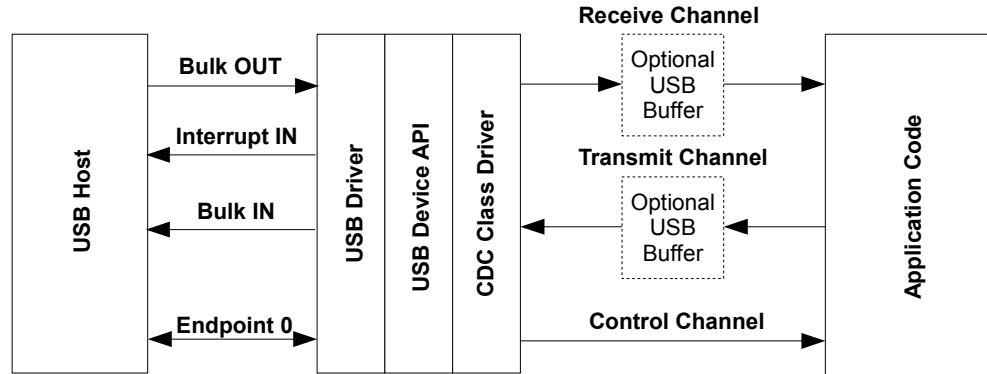 Receive Channel
Bulk OUT
Optional
USB
Buffer
Interrupt IN
Transmit Channel
Bulk IN
Optional
USB
Buffer
Endpoint 0
Control Channel
USB Host
USB Driver
USB Device API
CDC Class Driver
Application Code